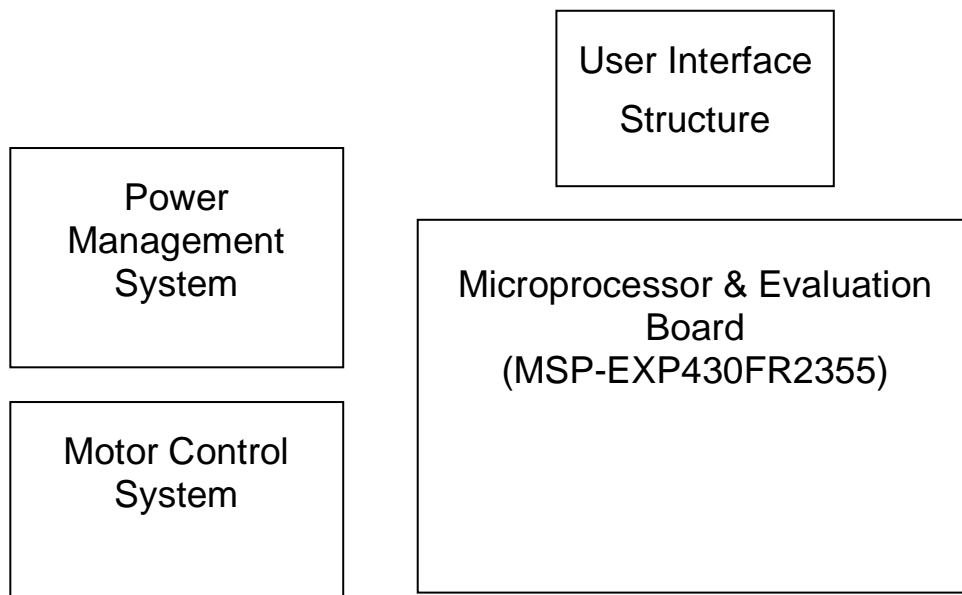 User Interface
Structure
Power
Management
System
Microprocessor & Evaluation
Board
(MSP-EXP430FR2355)
Motor Control
System